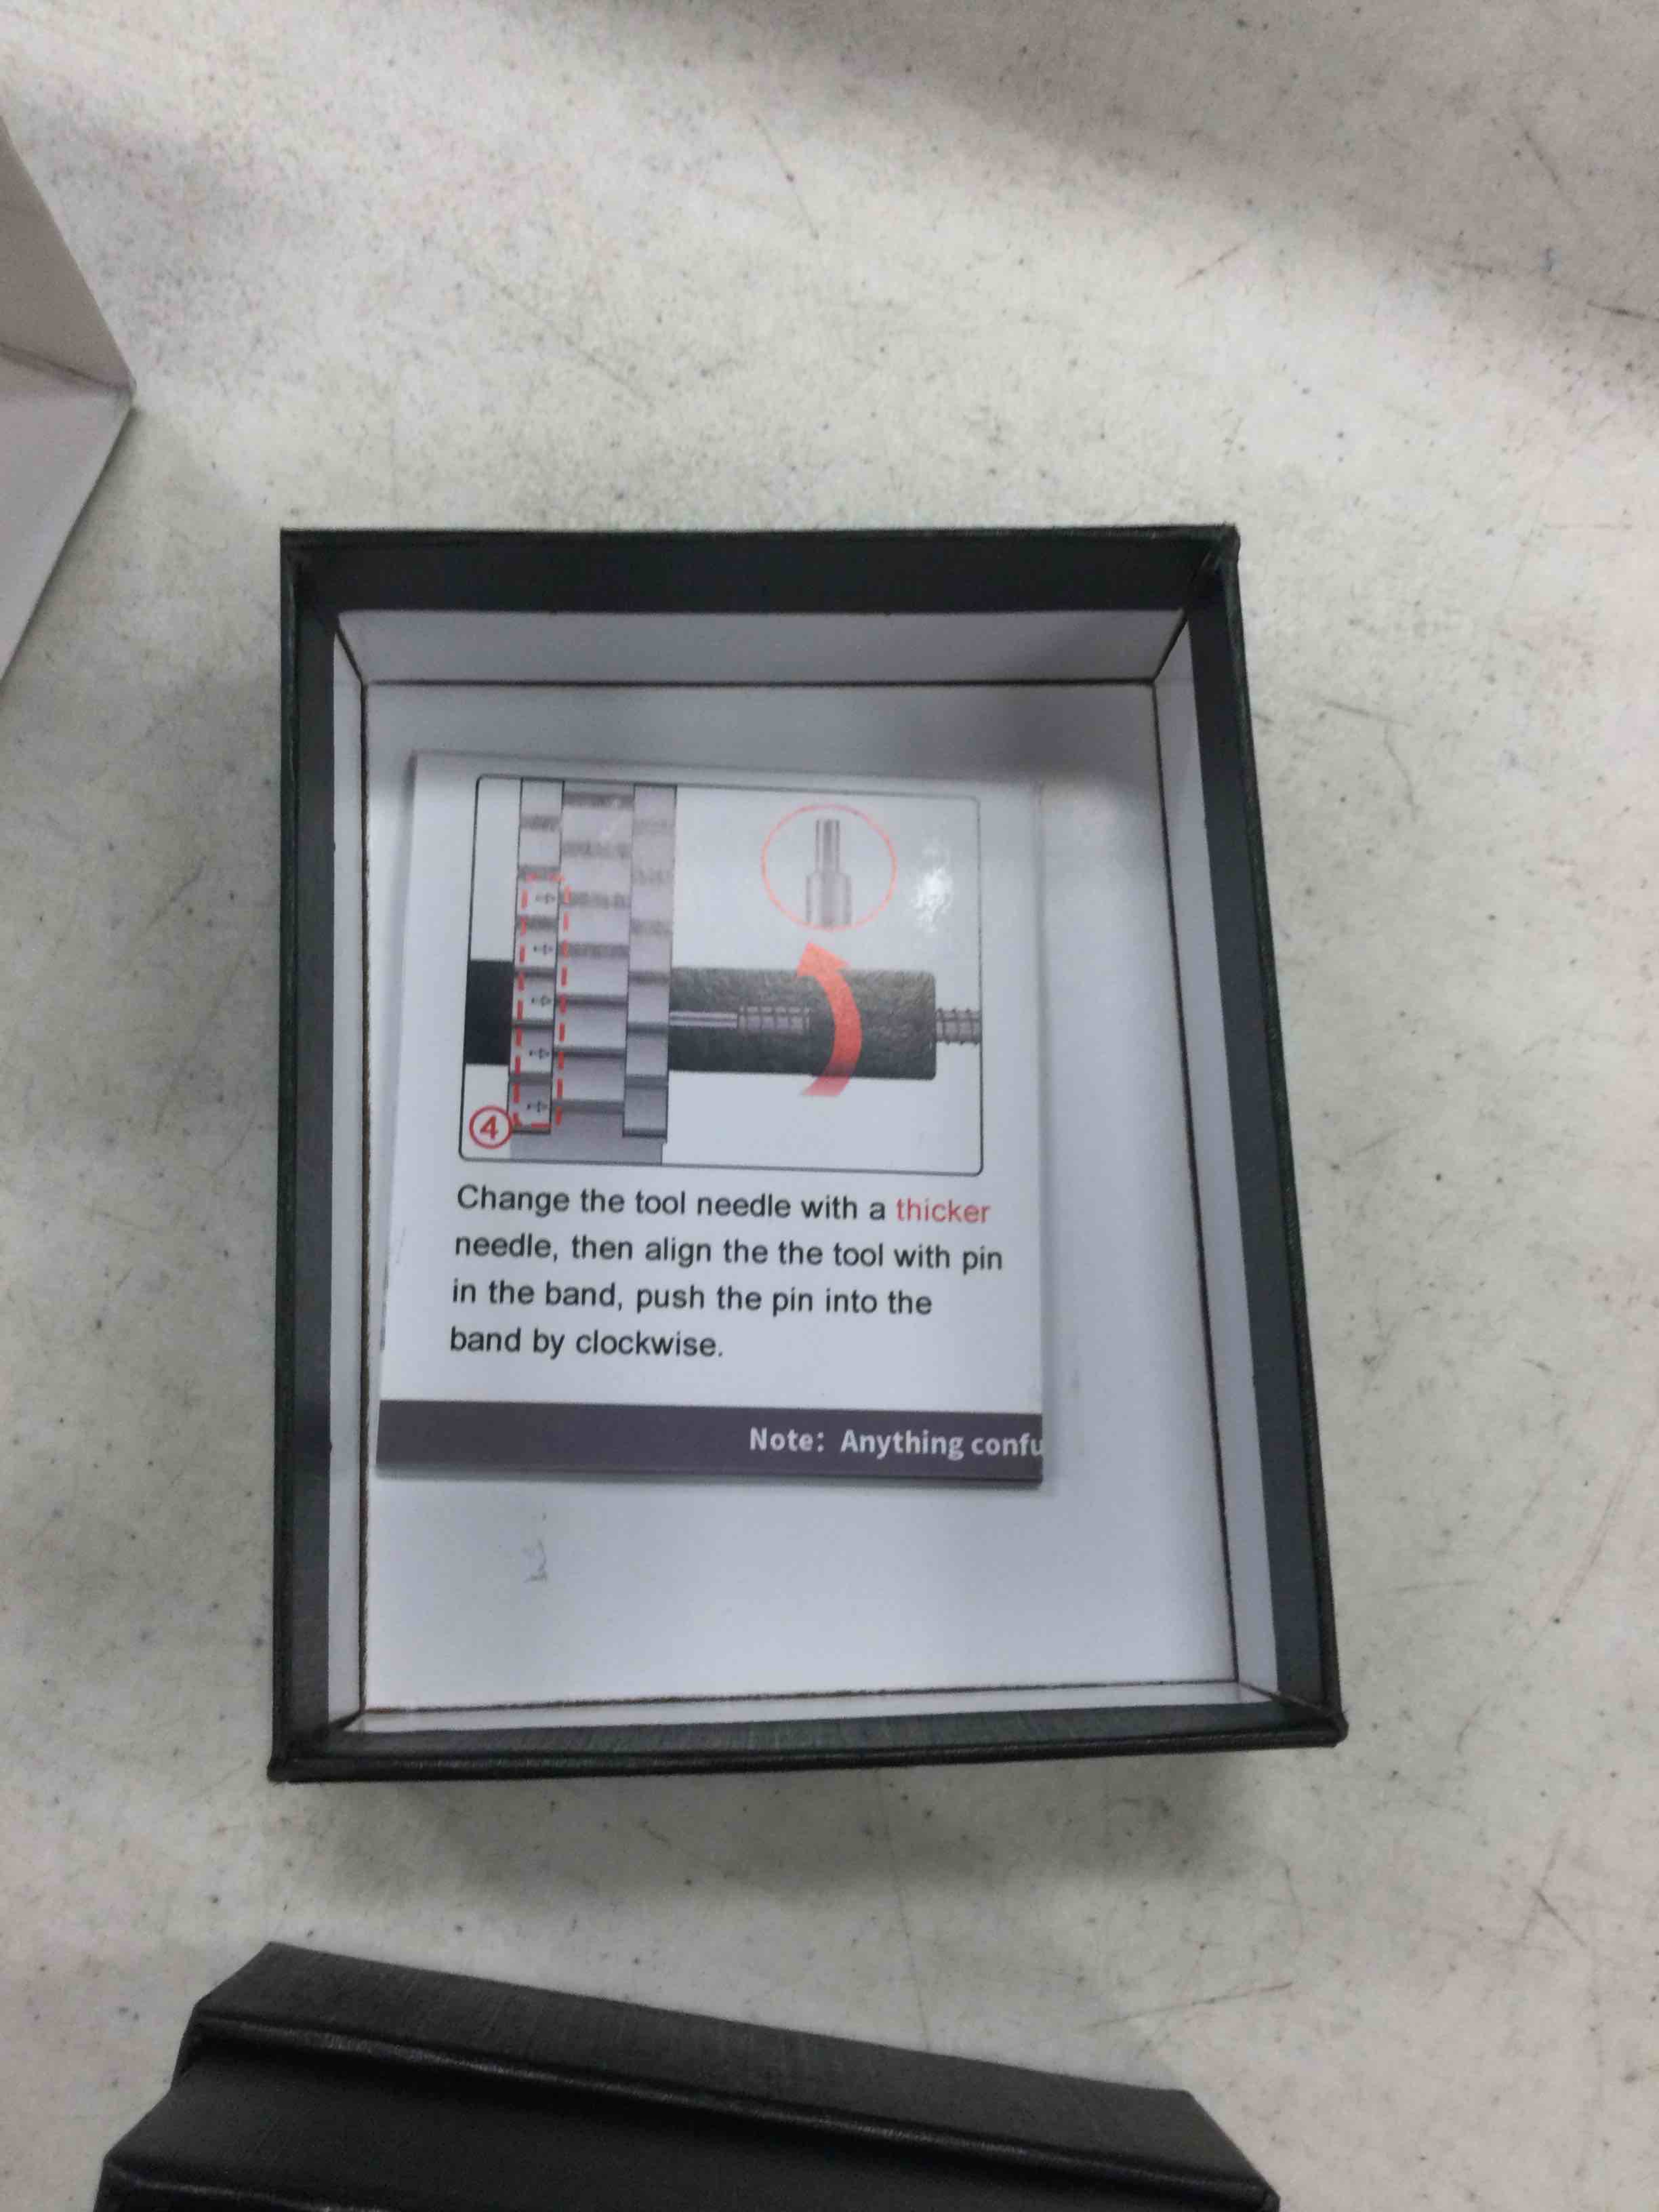 ④
Change the tool needle with a thicker
needle, then align the the tool with pin
in the band, push the pin into the
band by clockwise.
Note: Anything confu